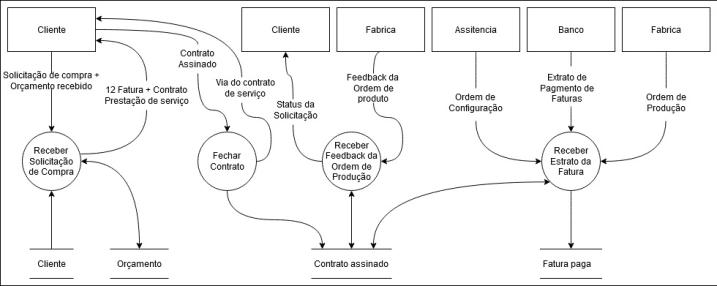 Cliente
Cliente
Fabrica
Assitencia
Banco
Fabrica
Solicitação de compra +
Orçamento recebido
12 Fatura + Contrato
Prestação de serviço
Contrato
Assinado
Via do contrato
de serviço
Status da
Solicitação
Feedback da
Ordem de
produto
Ordem de
Configuração
Extrato de
Pagmento de
Faturas
Ordem de
Produção
Receber
Solicitação
de Compra
Fechar
Contrato
Receber
Feedback da
Ordem de
Produção
Receber
Estrato da
Fatura
Cliente
Orçamento
Contrato assinado
Fatura paga